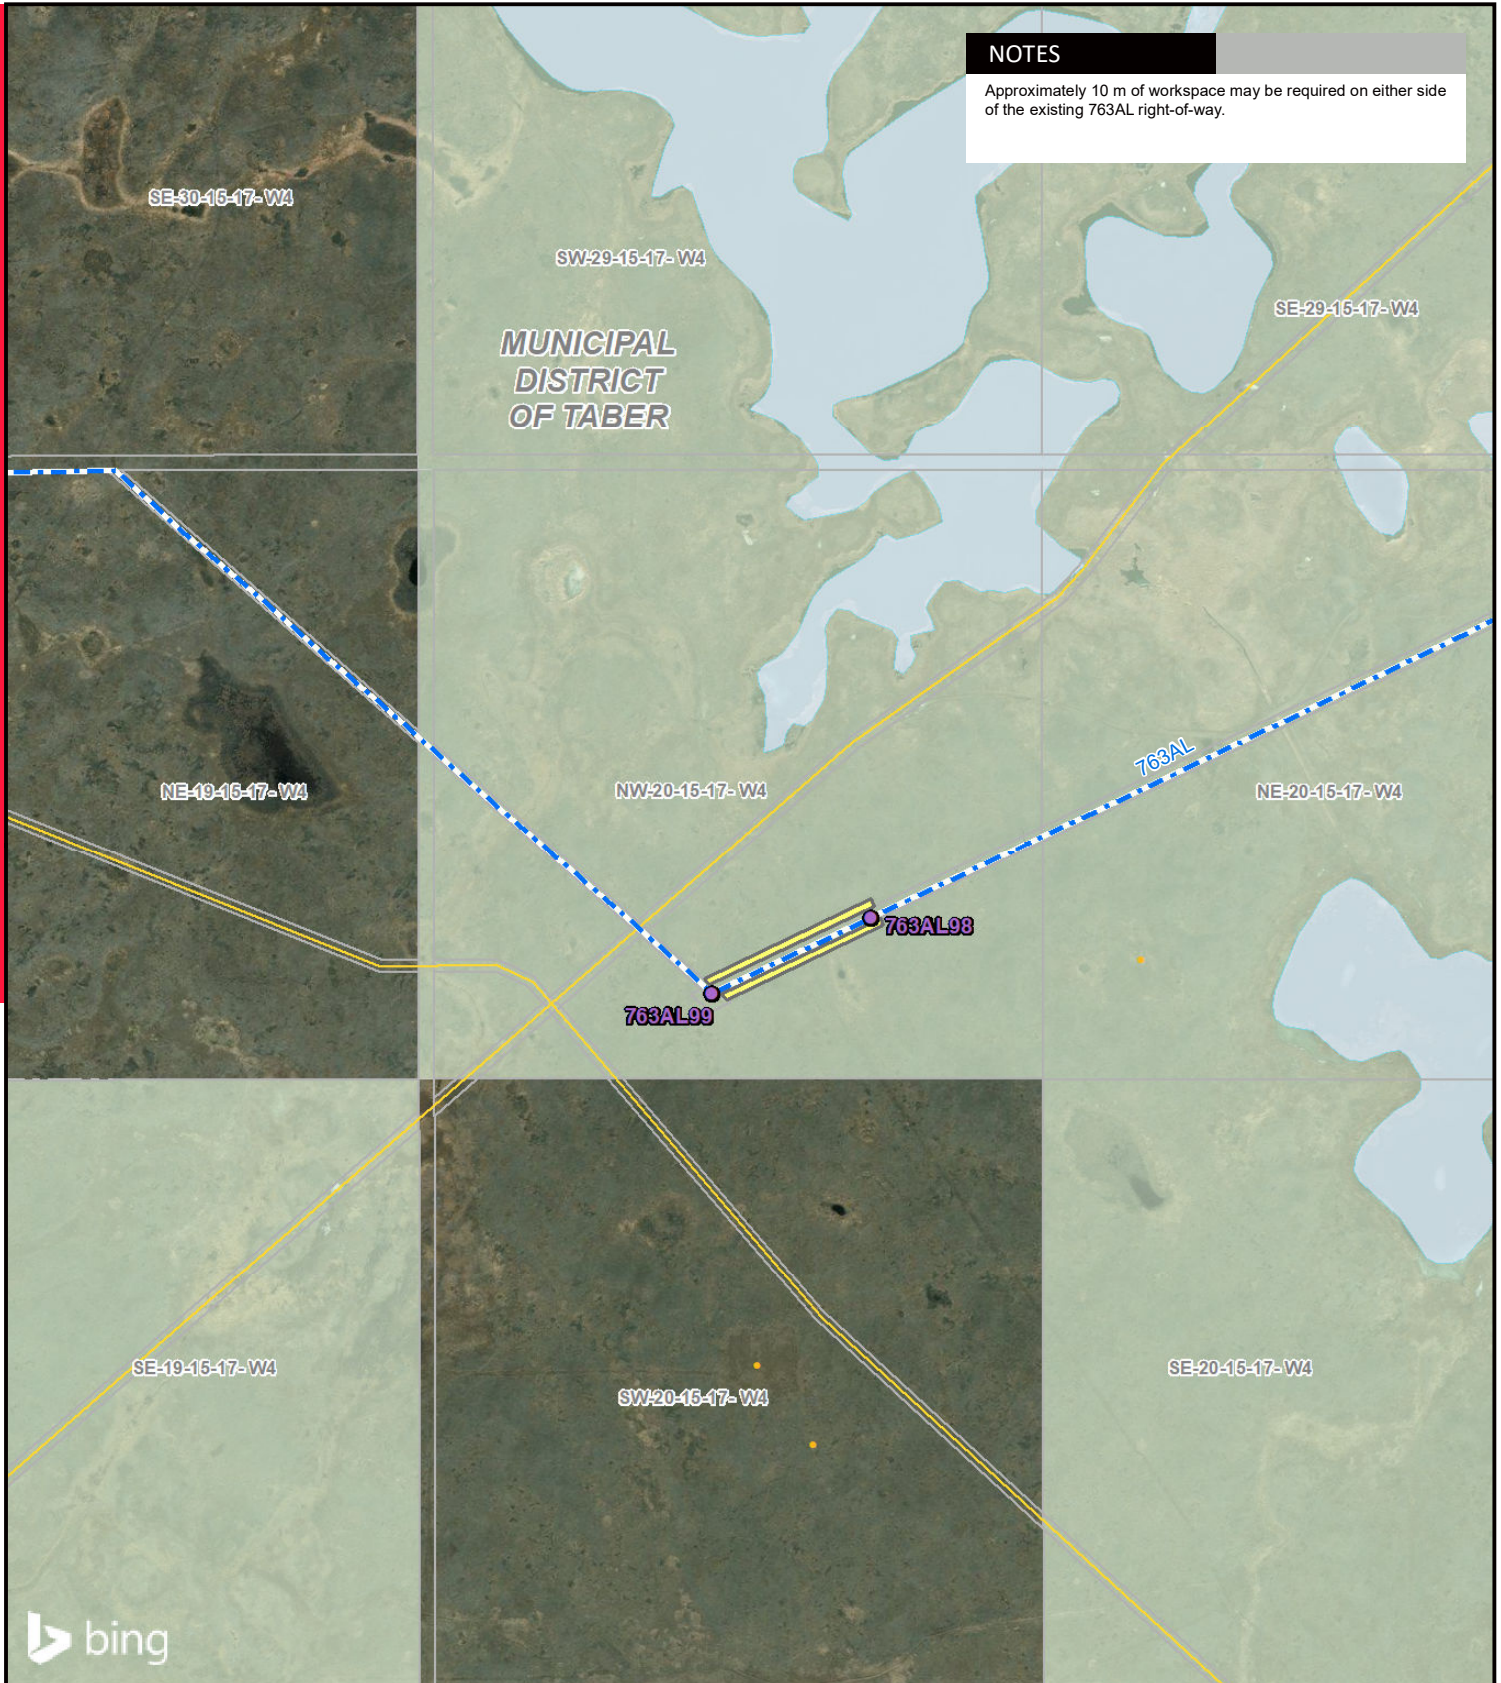 NOTES
Approximately 10 m of workspace may be required on either side
of the existing 763AL right-of-way.
SE-30-15-17- W4
SW-29-15-17- W4
SE-29-15-17- W4
MUNICIPAL
DISTRICT
OF TABER
763AL
NE-19-15-17- W4
NW-20-15-17- W4
NE-20-15-17- W4
763AL98
763AL99
SE-19-15-17- W4
SW-20-15-17- W4
SE-20-15-17- W4
bing